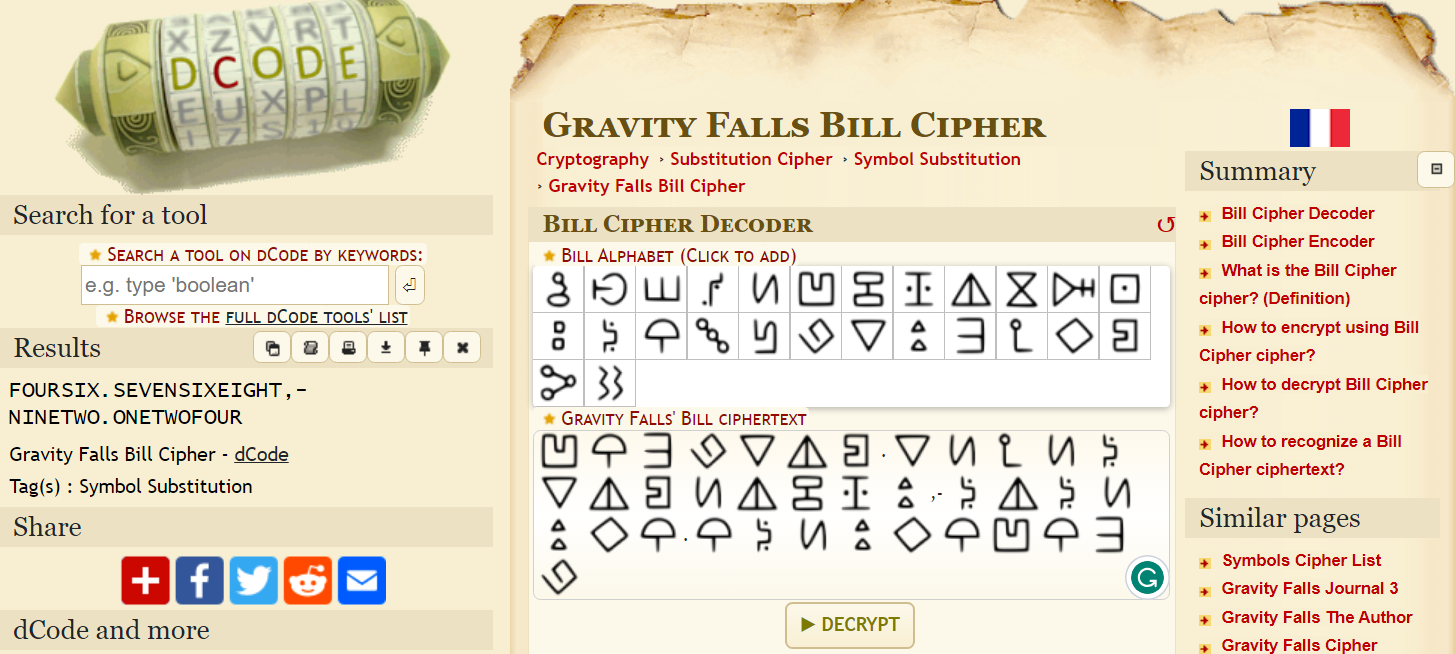 X Z V R T
D C O D E
E U X P L
GRAVITY FALLS BILL CIPHER
Cryptography › Substitution Cipher › Symbol Substitution
› Gravity Falls Bill Cipher
Search for a tool
SEARCH A TOOL ON DCODE BY KEYWORDS:
e.g. type 'boolean'
BROWSE THE FULL DCODE TOOLS' LIST
Results
FOURSIX.SEVENSIXEIGHT,-
NINETWO.ONETWOFOUR
Gravity Falls Bill Cipher - dCode
Tag(s) : Symbol Substitution
Share
dCode and more
BILL CIPHER DECODER
BILL ALPHABET (CLICK TO ADD)
GRAVITY FALLS' BILL CIPHERTEXT
DECRYPT
Summary
Bill Cipher Decoder
Bill Cipher Encoder
What is the Bill Cipher
cipher? (Definition)
How to encrypt using Bill
Cipher cipher?
How to decrypt Bill Cipher
cipher?
How to recognize a Bill
Cipher ciphertext?
Similar pages
Symbols Cipher List
Gravity Falls Journal 3
Gravity Falls The Author
Gravity Falls Cipher